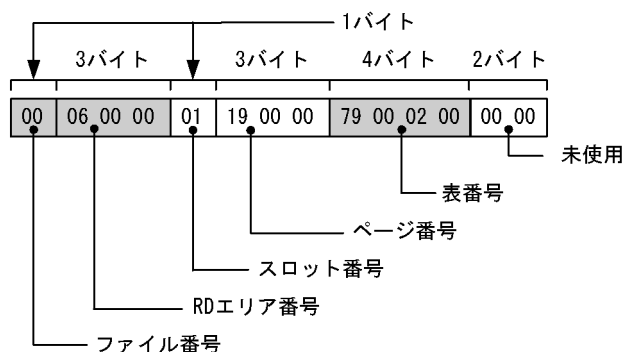 1バイト
3バイト 3バイト 4バイト 2バイト
00 06 00 00 01 19 00 00 79 00 02 00 00 00
未使用
表番号
ページ番号
スロット番号
RDエリア番号
ファイル番号